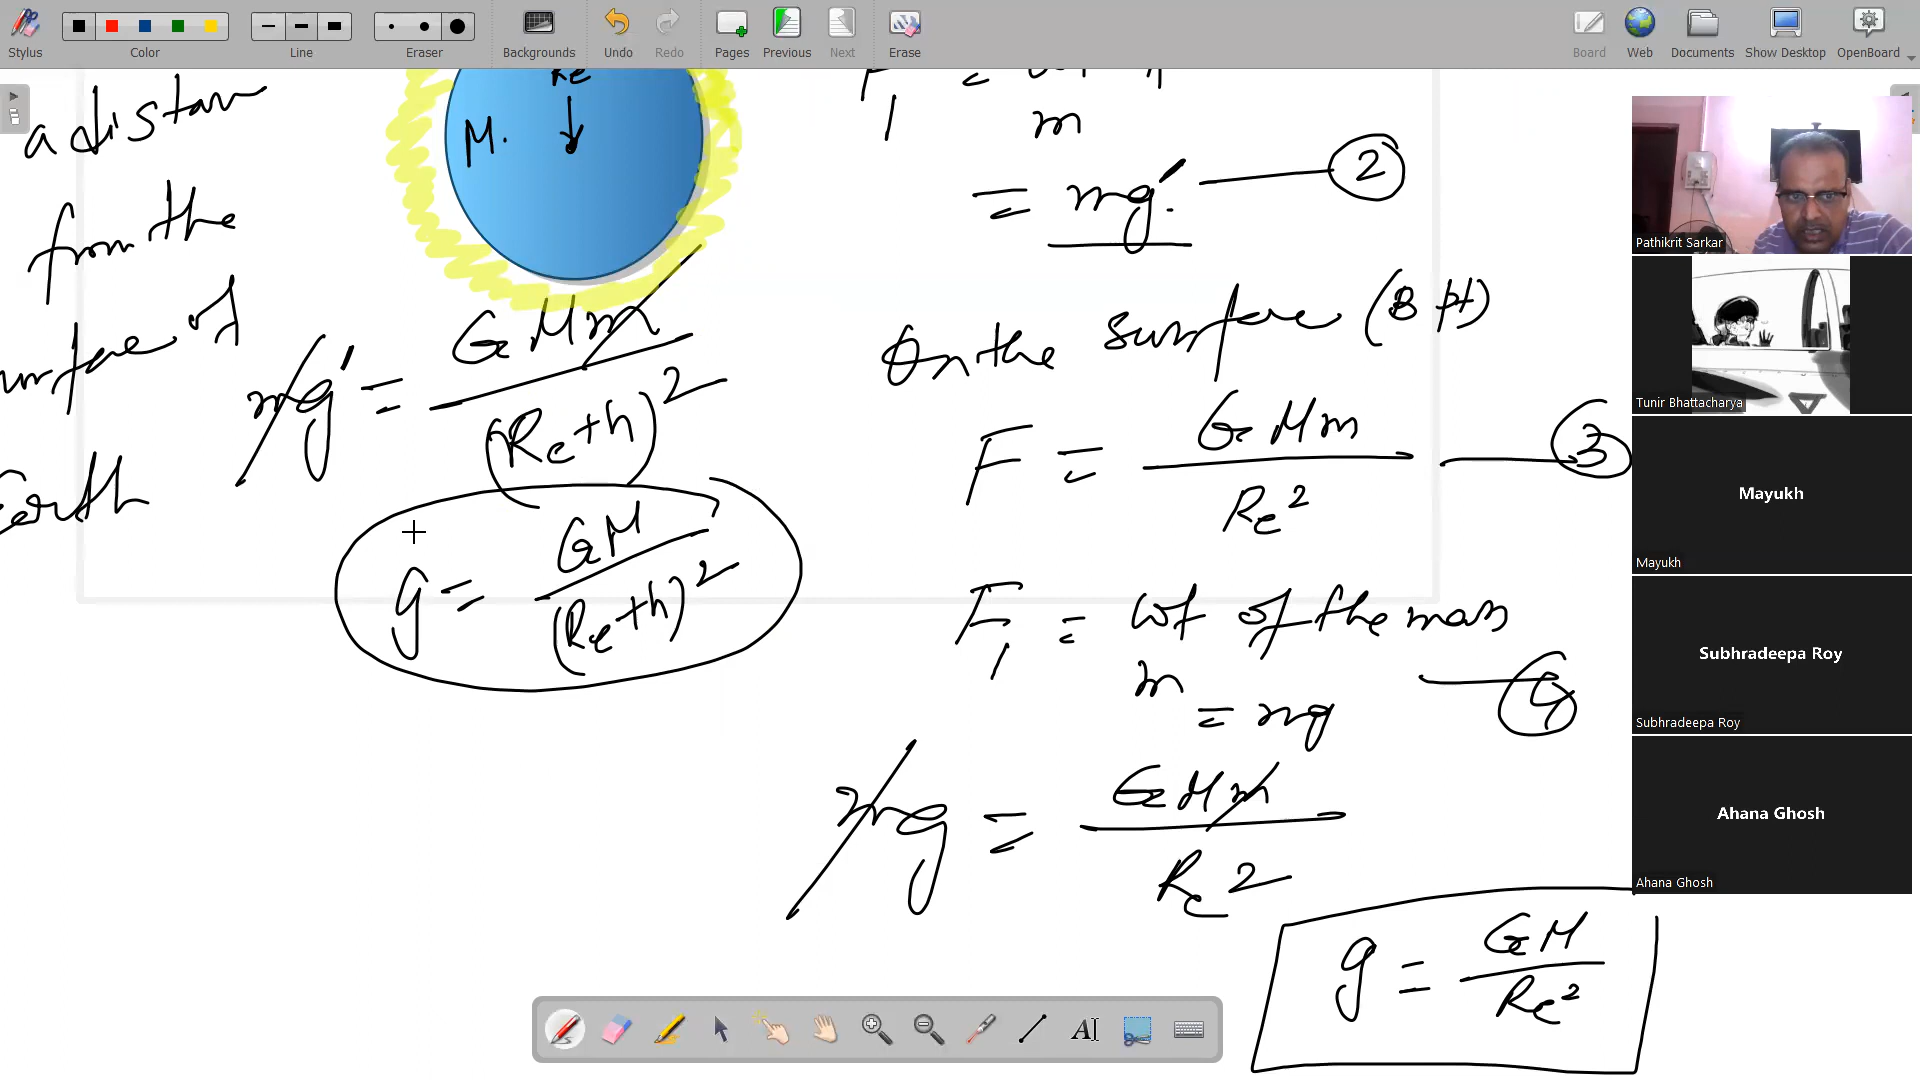 Stylus
Color
Line
Eraser
Backgrounds
Undo
Redo
Pages
Previous
Next
Erase
Board
Web
Documents
Show Desktop
OpenBoard
a distan
from the
surface of
Earth
Re
M.
mg' = GMm / (Re+h)²
g = GM / (Re+h)²
F₁ =
m
= mg'. ② 
On the surface (B pt)
F = GMm / Re² ③
F₁ = wt of the mass
m
= mg ④
mg = GMm / Re²
g = GM / Re²
Pathikrit Sarkar
Tunir Bhattacharya
Mayukh
Mayukh
Subhradeepa Roy
Subhradeepa Roy
Ahana Ghosh
Ahana Ghosh
AI